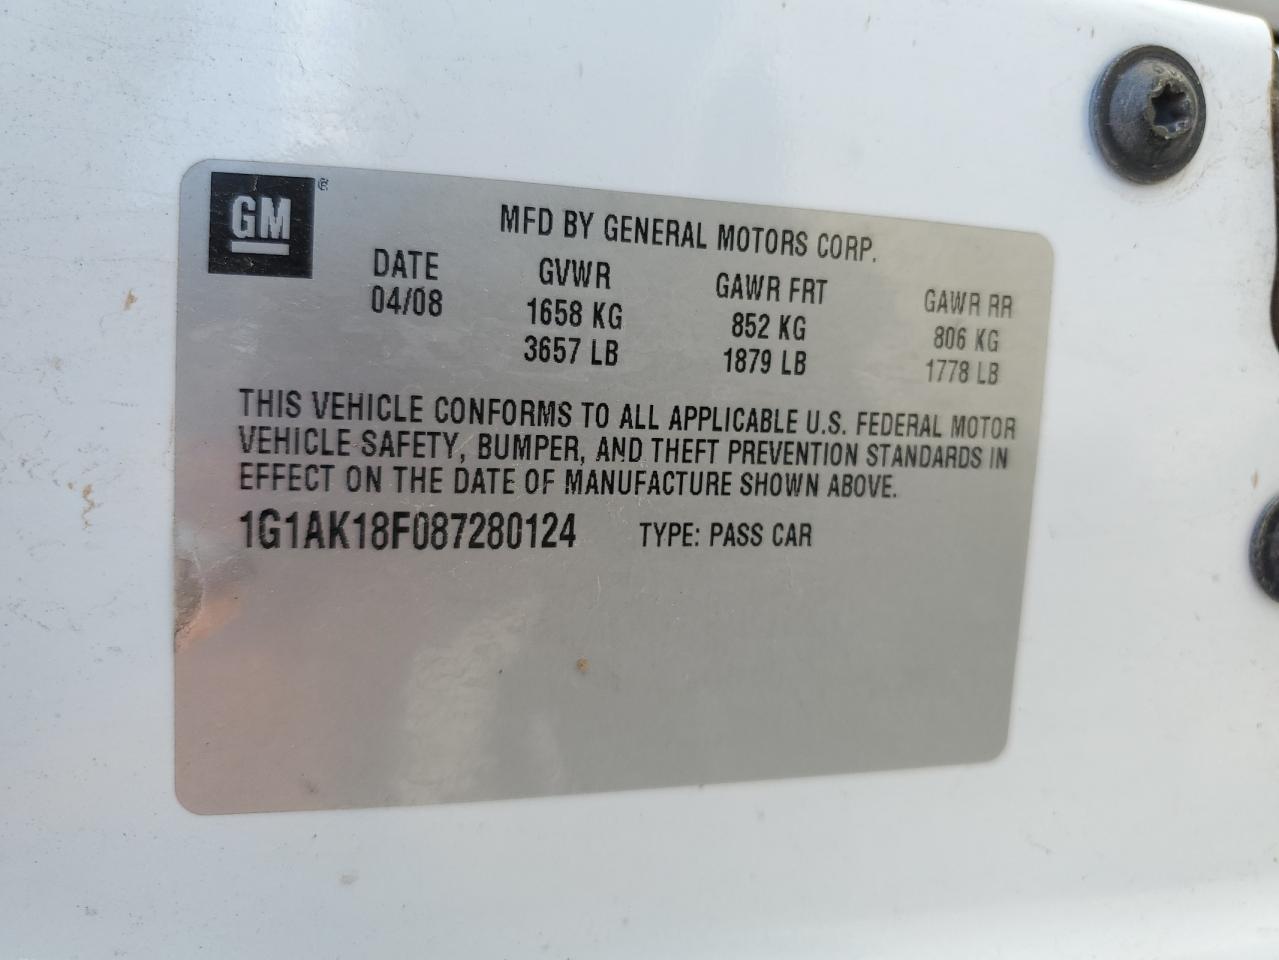 GM ®
MFD BY GENERAL MOTORS CORP.
DATE GVWR GAWR FRT GAWR RR
04/08 1658 KG 852 KG 806 KG
3657 LB 1879 LB 1778 LB
THIS VEHICLE CONFORMS TO ALL APPLICABLE U.S. FEDERAL MOTOR
VEHICLE SAFETY, BUMPER, AND THEFT PREVENTION STANDARDS IN
EFFECT ON THE DATE OF MANUFACTURE SHOWN ABOVE.
1G1AK18F087280124 TYPE: PASS CAR